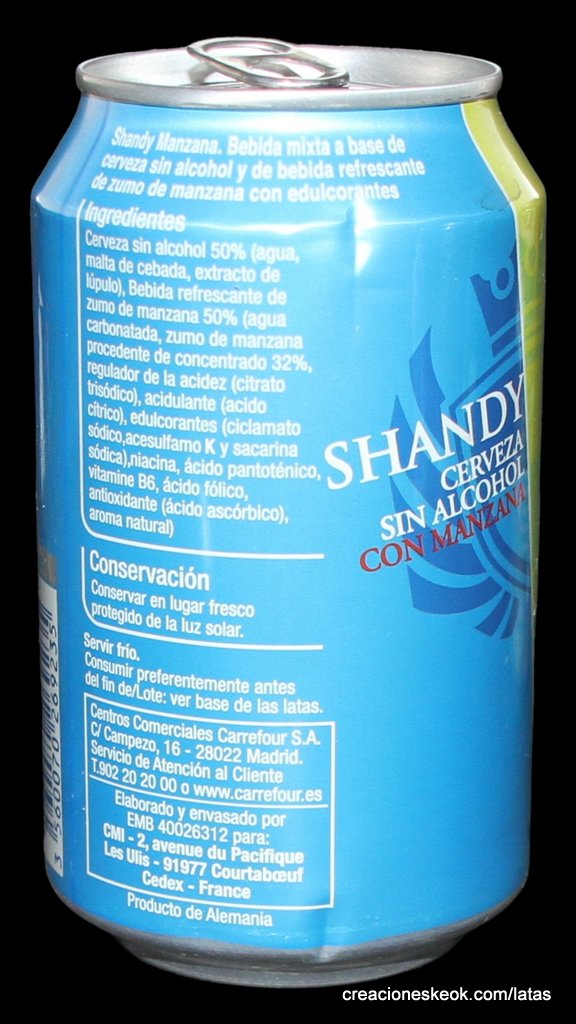 Shandy Manzana. Bebida mixta a base de
cerveza sin alcohol y de bebida refrescante
de zumo de manzana con edulcorantes
Ingredientes
Cerveza sin alcohol 50% (agua,
malta de cebada, extracto de
lúpulo), Bebida refrescante de
zumo de manzana 50% (agua
carbonatada, zumo de manzana
procedente de concentrado 32%,
regulador de la acidez (citrato
trisódico), acidulante (acido
cítrico), edulcorantes (ciclamato
sódico,acesulfamo K y sacarina
sódica),niacina, ácido pantoténico,
vitamine B6, ácido fólico,
antioxidante (ácido ascórbico),
aroma natural)
SHANDY
CERVEZA
SIN ALCOHOL
CON MANZANA
Conservación
Conservar en lugar fresco
protegido de la luz solar.
Servir frío.
Consumir preferentemente antes
del fin de/Lote: ver base de las latas.
Centros Comerciales Carrefour S.A.
C/ Campezo, 16 - 28022 Madrid.
Servicio de Atención al Cliente
T.902 20 20 00 o www.carrefour.es
Elaborado y envasado por
EMB 40026312 para:
CMI - 2, avenue du Pacifique
Les Ulis - 91977 Courtabœuf
Cedex - France
Producto de Alemania
creacioneskeok.com/latas